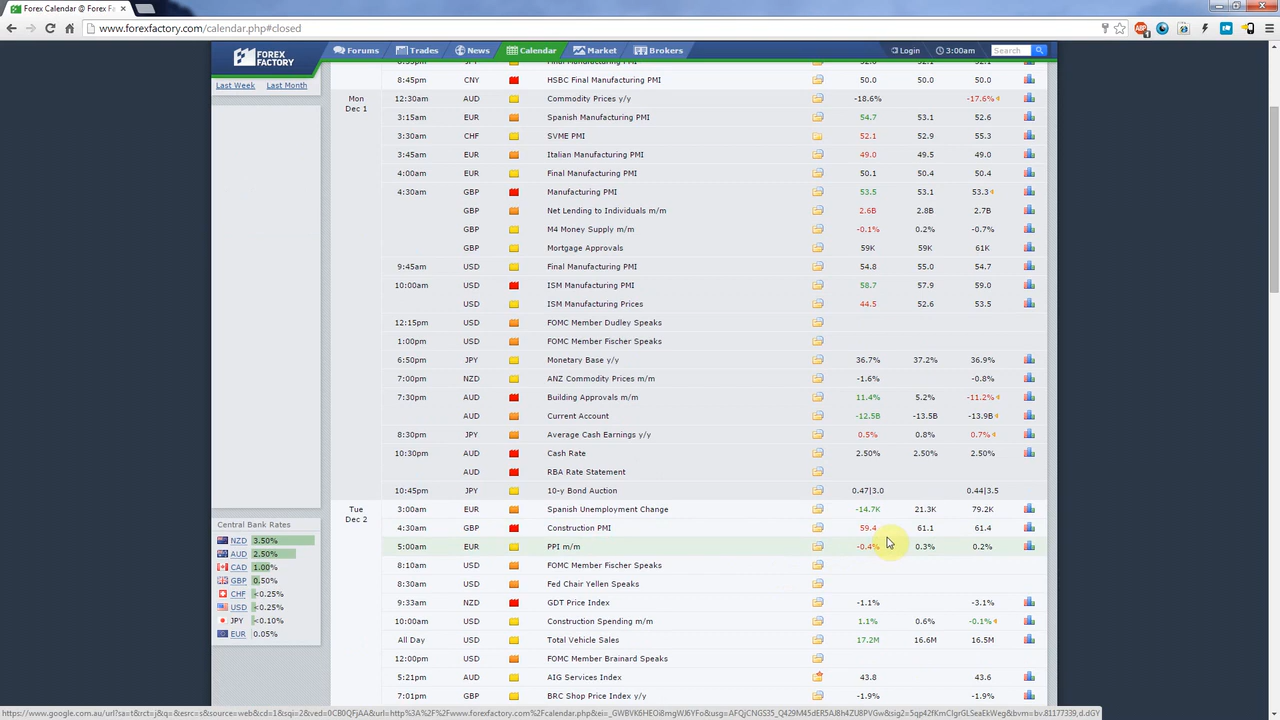 Forex Calendar @ Forex Fa
www.forexfactory.com/calendar.php#closed
FOREX FACTORY
Forums Trades News Calendar Market Brokers Login 3:00am Search
Last Week Last Month
8:45pm CNY HSBC Final Manufacturing PMI 50.0 50.0 50.0
Mon Dec 1 12:30am AUD Commodity Prices y/y -18.6% -17.6%
3:15am EUR Spanish Manufacturing PMI 54.7 53.1 52.6
3:30am CHF SVME PMI 52.1 52.9 55.3
3:45am EUR Italian Manufacturing PMI 49.0 49.5 49.0
4:00am EUR Final Manufacturing PMI 50.1 50.4 50.4
4:30am GBP Manufacturing PMI 53.5 53.1 53.3
GBP Net Lending to Individuals m/m 2.6B 2.8B 2.7B
GBP M4 Money Supply m/m -0.1% 0.2% -0.7%
GBP Mortgage Approvals 59K 59K 61K
9:45am USD Final Manufacturing PMI 54.8 55.0 54.7
10:00am USD ISM Manufacturing PMI 58.7 57.9 59.0
USD ISM Manufacturing Prices 44.5 52.6 53.5
12:15pm USD FOMC Member Dudley Speaks
1:00pm USD FOMC Member Fischer Speaks
6:50pm JPY Monetary Base y/y 36.7% 37.2% 36.9%
7:00pm NZD ANZ Commodity Prices m/m -1.6% -0.8%
7:30pm AUD Building Approvals m/m 11.4% 5.2% -11.2%
AUD Current Account -12.5B -13.5B -13.9B
8:30pm JPY Average Cash Earnings y/y 0.5% 0.8% 0.7%
10:30pm AUD Cash Rate 2.50% 2.50% 2.50%
AUD RBA Rate Statement
10:45pm JPY 10-y Bond Auction 0.47|3.0 0.44|3.5
Tue Dec 2 3:00am EUR Spanish Unemployment Change -14.7K 21.3K 79.2K
4:30am GBP Construction PMI 59.4 61.1 61.4
5:00am EUR PPI m/m -0.4% 0.3% 0.2%
8:10am USD FOMC Member Fischer Speaks
8:30am USD Fed Chair Yellen Speaks
9:33am NZD GDT Price Index -1.1% -3.1%
10:00am USD Construction Spending m/m 1.1% 0.6% -0.1%
All Day USD Total Vehicle Sales 17.2M 16.6M 16.5M
12:00pm USD FOMC Member Brainard Speaks
5:21pm AUD AIG Services Index 43.8 43.6
7:01pm GBP BRC Shop Price Index y/y -1.9% -1.9%
Central Bank Rates
NZD 3.50%
AUD 2.50%
CAD 1.00%
GBP 0.50%
CHF <0.25%
USD <0.25%
JPY <0.10%
EUR 0.05%